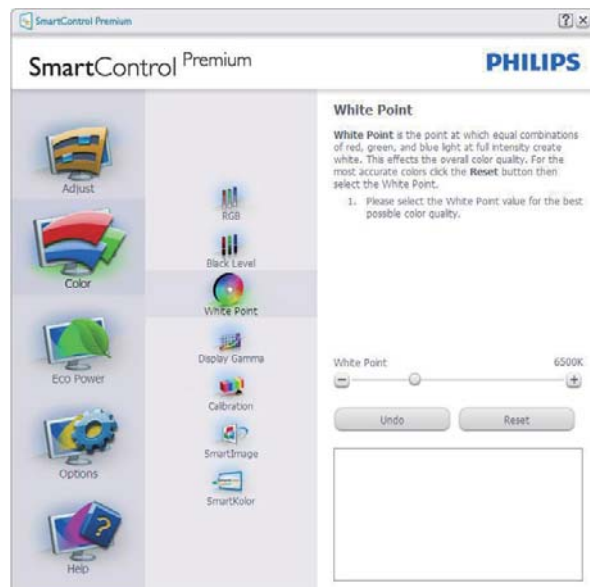 SmartControl Premium
SmartControl Premium
PHILIPS
Adjust
Color
Eco Power
Options
Help
RGB
Black Level
White Point
Display Gamma
Calibration
SmartImage
SmartKolor
White Point
White Point is the point at which equal combinations
of red, green, and blue light at full intensity create
white. This effects the overall color quality. For the
most accurate colors click the Reset button then
select the White Point.
1. Please select the White Point value for the best
possible color quality.
White Point 6500K
Undo Reset